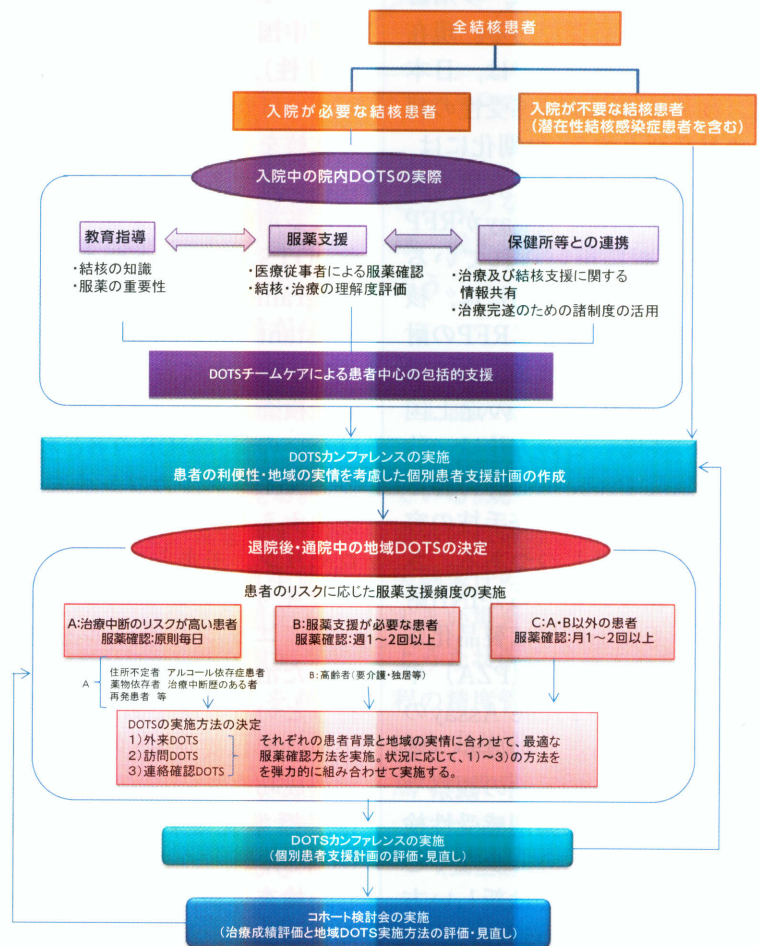 全結核患者
入院が必要な結核患者
入院が不要な結核患者
(潜在性結核感染症患者を含む)
入院中の院内DOTSの実際
教育指導
・結核の知識
・服薬の重要性
服薬支援
・医療従事者による服薬確認
・結核・治療の理解度評価
保健所等との連携
・治療及び結核支援に関する
情報共有
・治療完遂のための諸制度の活用
DOTSチームケアによる患者中心の包括的支援
DOTSカンファレンスの実施
患者の利便性・地域の実情を考慮した個別患者支援計画の作成
退院後・通院中の地域DOTSの決定
患者のリスクに応じた服薬支援頻度の実施
A:治療中断のリスクが高い患者
服薬確認:原則毎日
B:服薬支援が必要な患者
服薬確認:週1〜2回以上
C:A・B以外の患者
服薬確認:月1〜2回以上
A
住所不定者 アルコール依存症患者
薬物依存者 治療中断歴のある者
再発患者 等
B:高齢者(要介護・独居等)
DOTSの実施方法の決定
1)外来DOTS
2)訪問DOTS
3)連絡確認DOTS
それぞれの患者背景と地域の実情に合わせて、最適な
服薬確認方法を実施。状況に応じて、1)〜3)の方法を
を弾力的に組み合わせて実施する。
DOTSカンファレンスの実施
(個別患者支援計画の評価・見直し)
コホート検討会の実施
(治療成績評価と地域DOTS実施方法の評価・見直し)